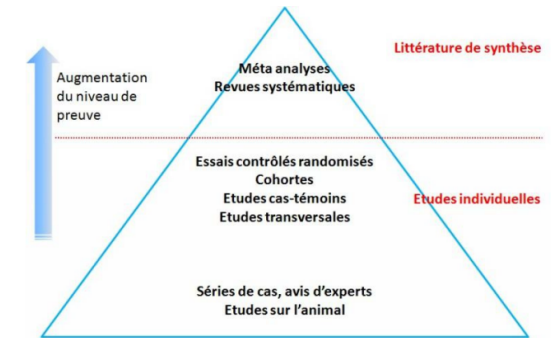 Littérature de synthèse
Méta analyses
Revues systématiques
Augmentation
du niveau de
preuve
Essais contrôlés randomisés
Cohortes
Etudes cas-témoins
Etudes transversales
Etudes individuelles
Séries de cas, avis d'experts
Etudes sur l'animal